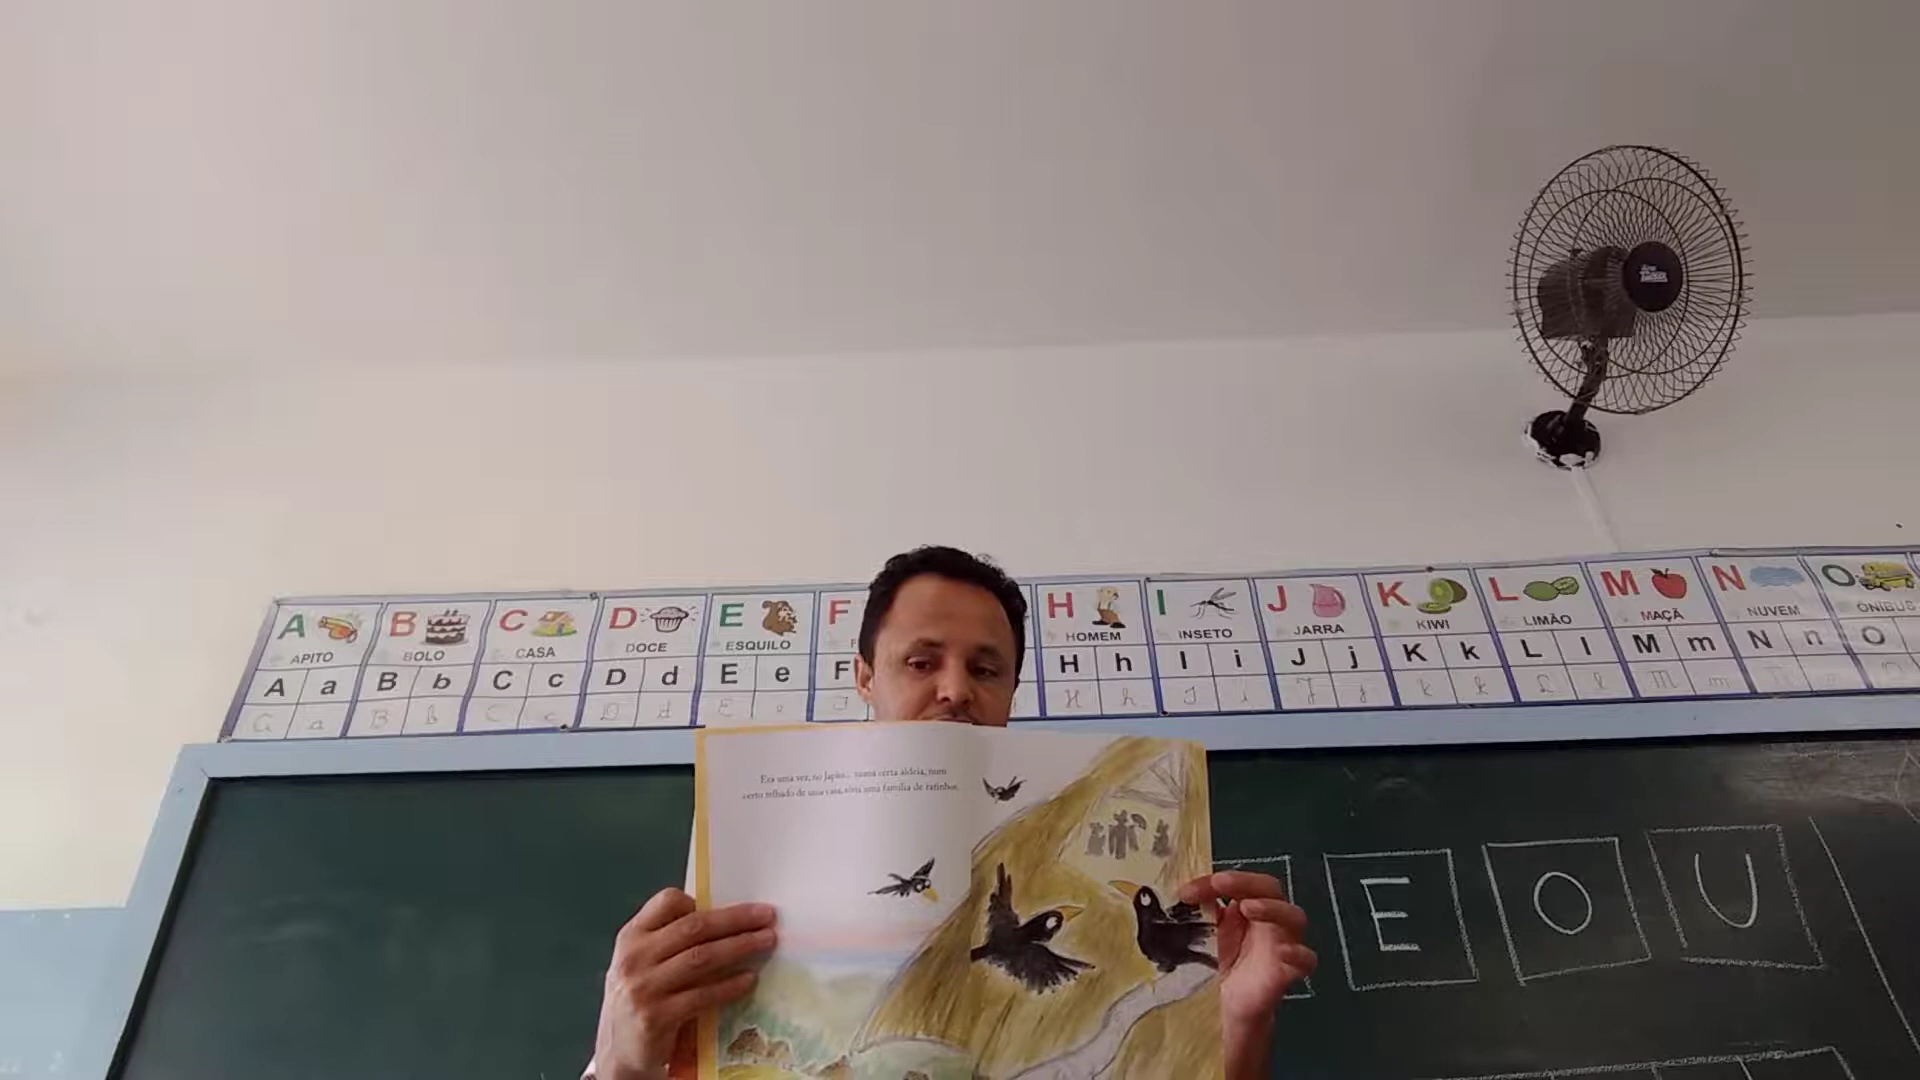 A B C D E F H I J K L M N O
APITO BOLO CASA DOCE ESQUILO HOMEM INSETO JARRA KIWI LIMÃO MAÇÃ NUVEM ÔNIBUS
A a B b C c D d E e F H h I i J j K k L l M m N n O
A a B b C c D d E e F H h I i J j K k L l M m N n
Era uma vez, no Japão... numa certa aldeia, num
certo telhado de uma casa, vivia uma família de ratinhos.
E O U